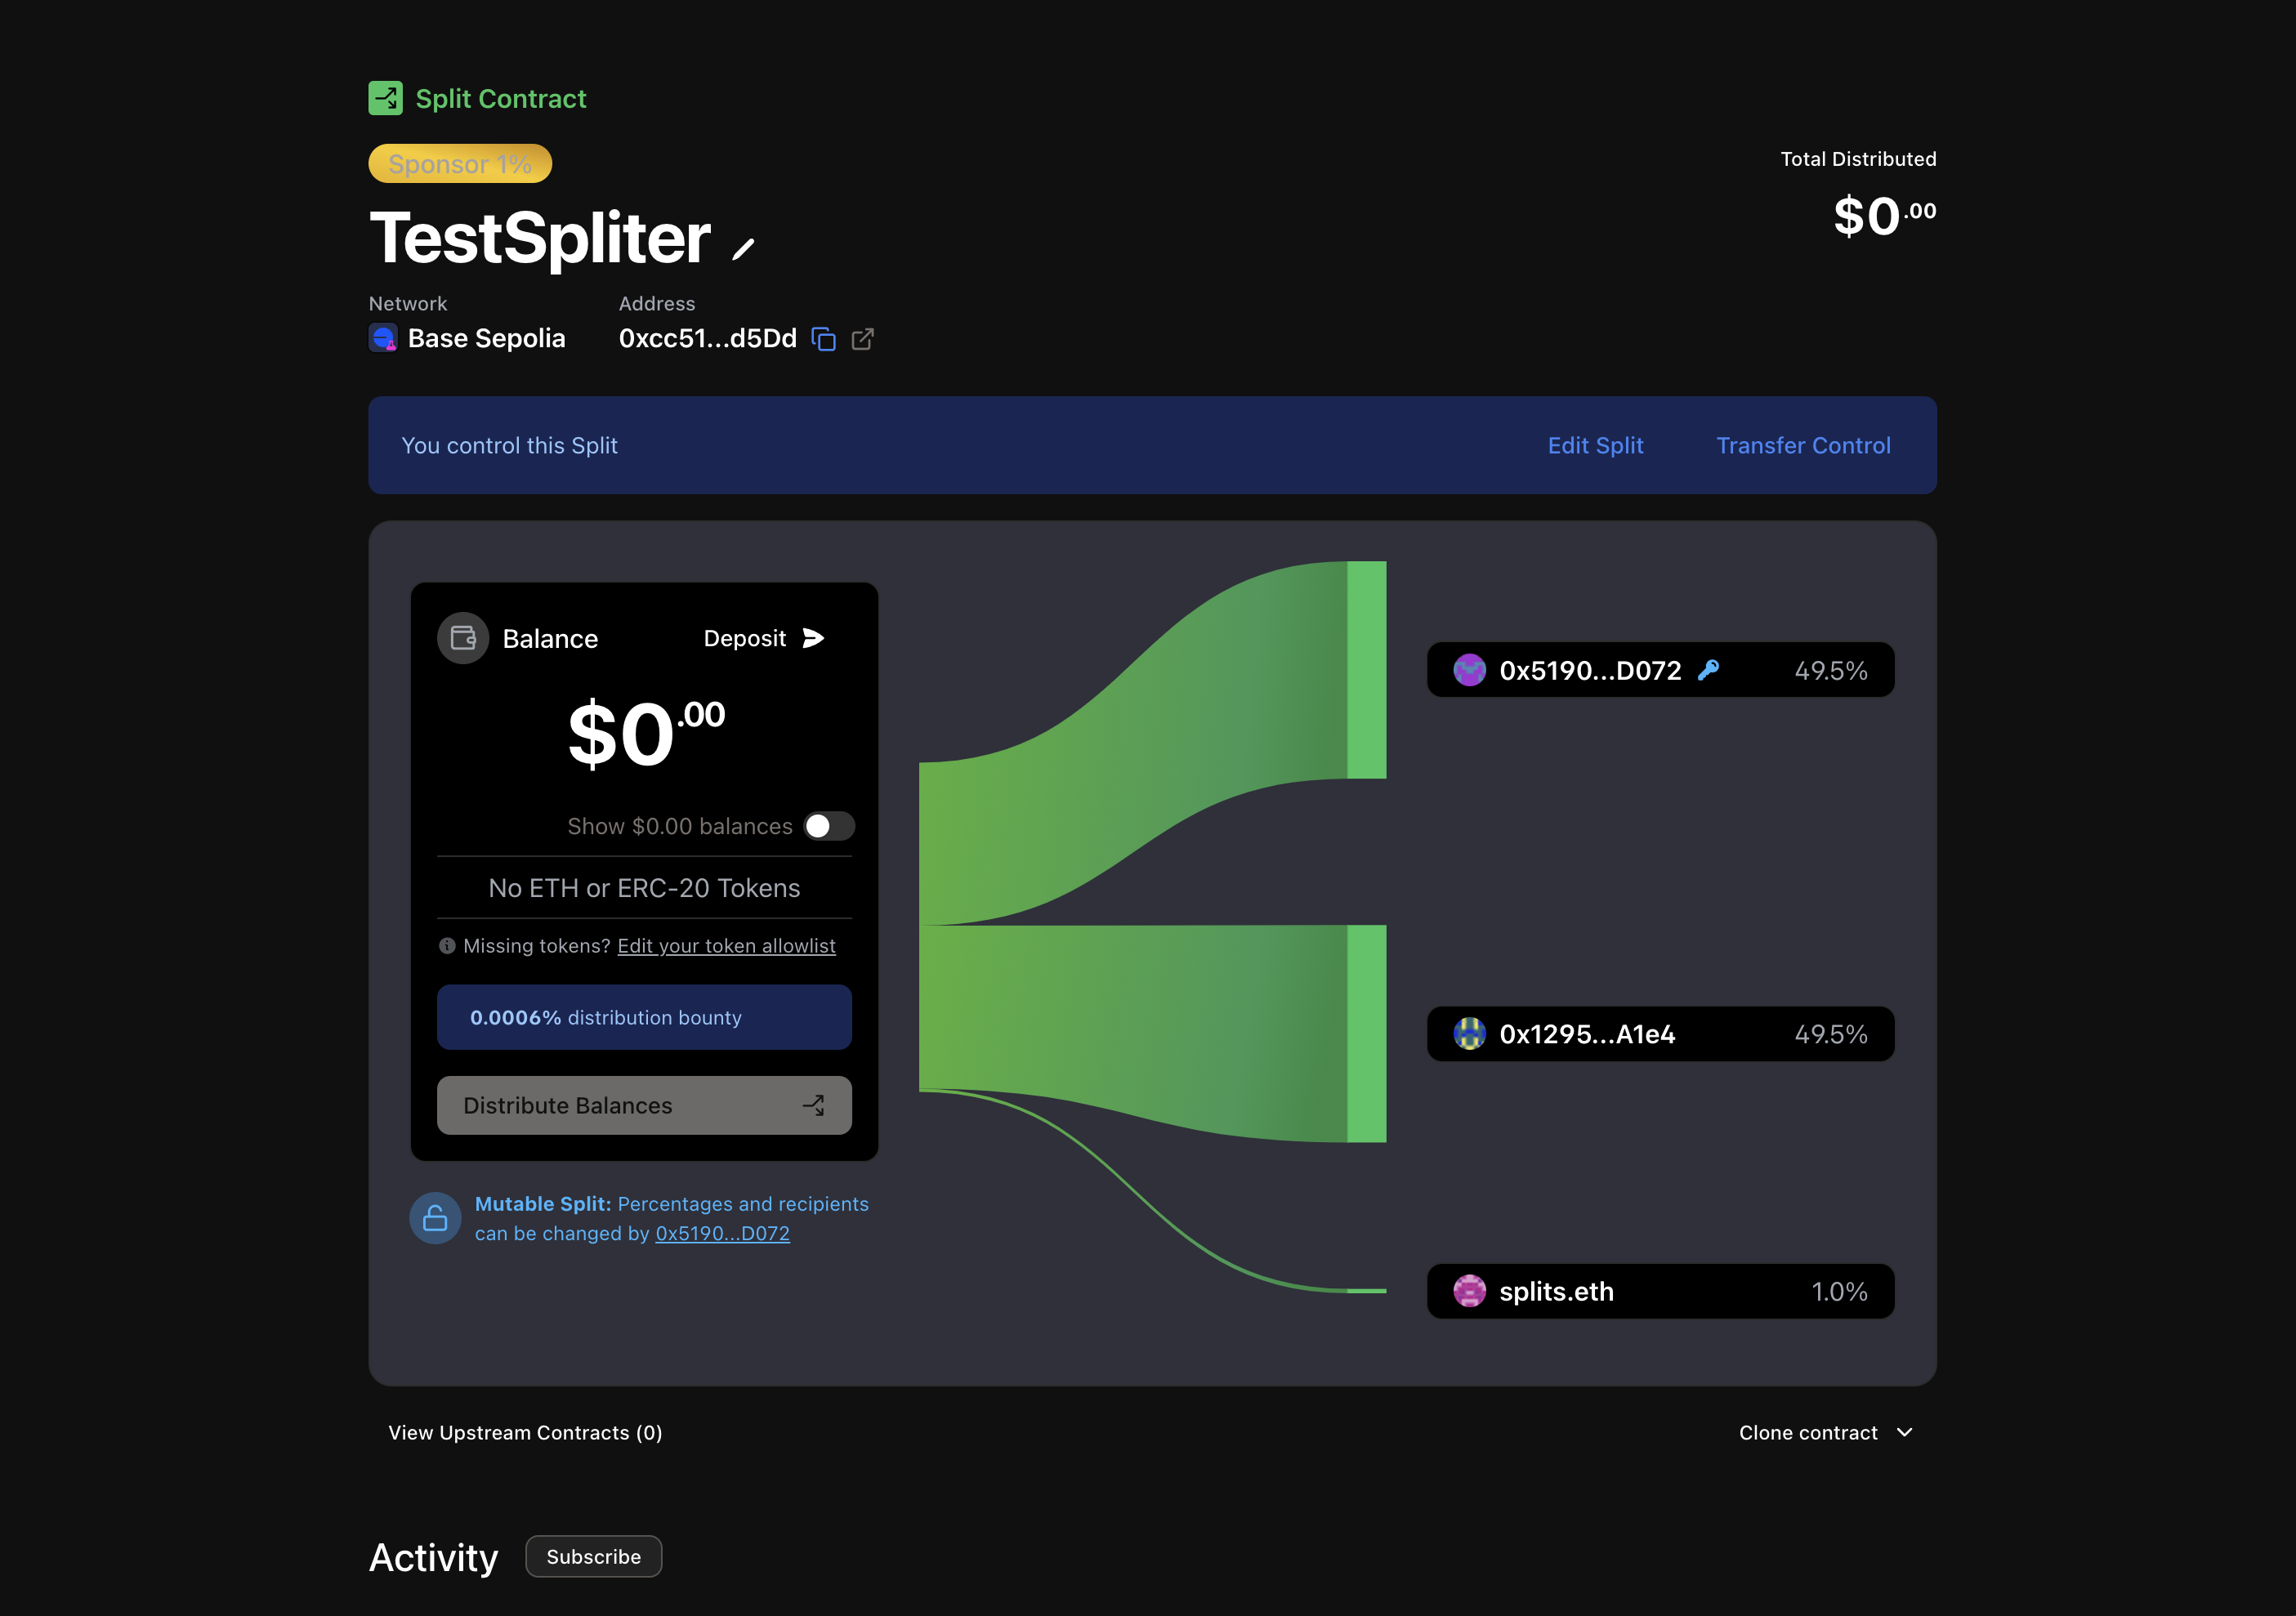 Split Contract
Sponsor 1%
Total Distributed
$0.00
TestSpliter
Network
Address
Base Sepolia
0xcc51...d5Dd
You control this Split
Edit Split
Transfer Control
Balance
Deposit
$0.00
Show $0.00 balances
No ETH or ERC-20 Tokens
Missing tokens? Edit your token allowlist
0.0006% distribution bounty
Distribute Balances
Mutable Split: Percentages and recipients
can be changed by 0x5190...D072
0x5190...D072 49.5%
0x1295...A1e4 49.5%
splits.eth 1.0%
View Upstream Contracts (0)
Clone contract
Activity
Subscribe